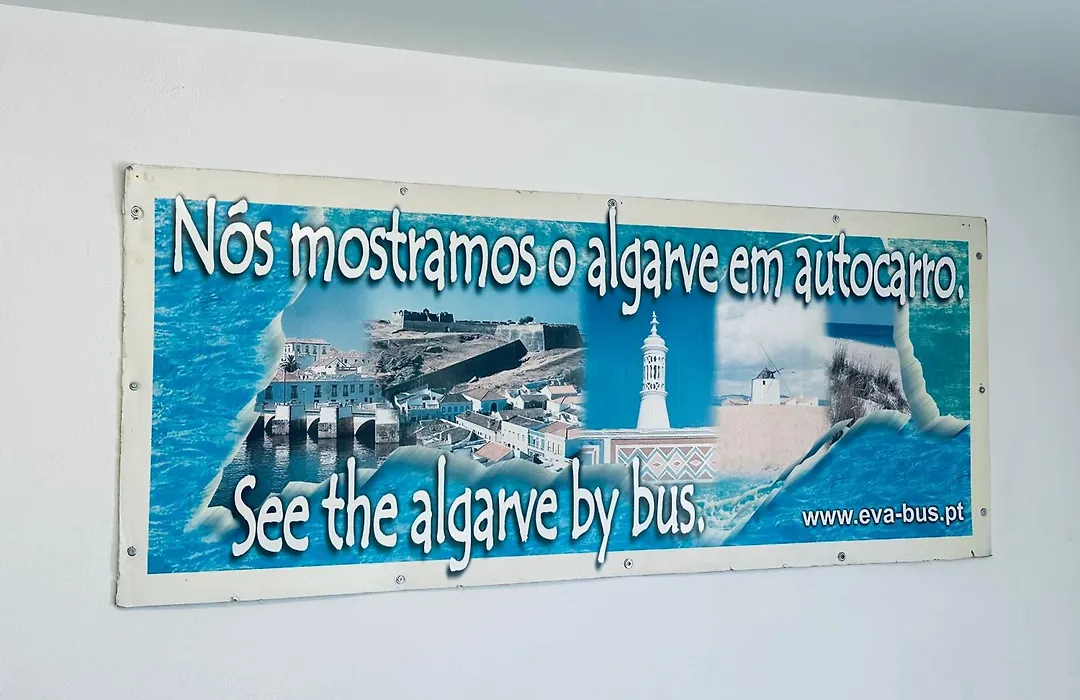 Nós mostramos o algarve em autocarro.
See the algarve by bus.
www.eva-bus.pt